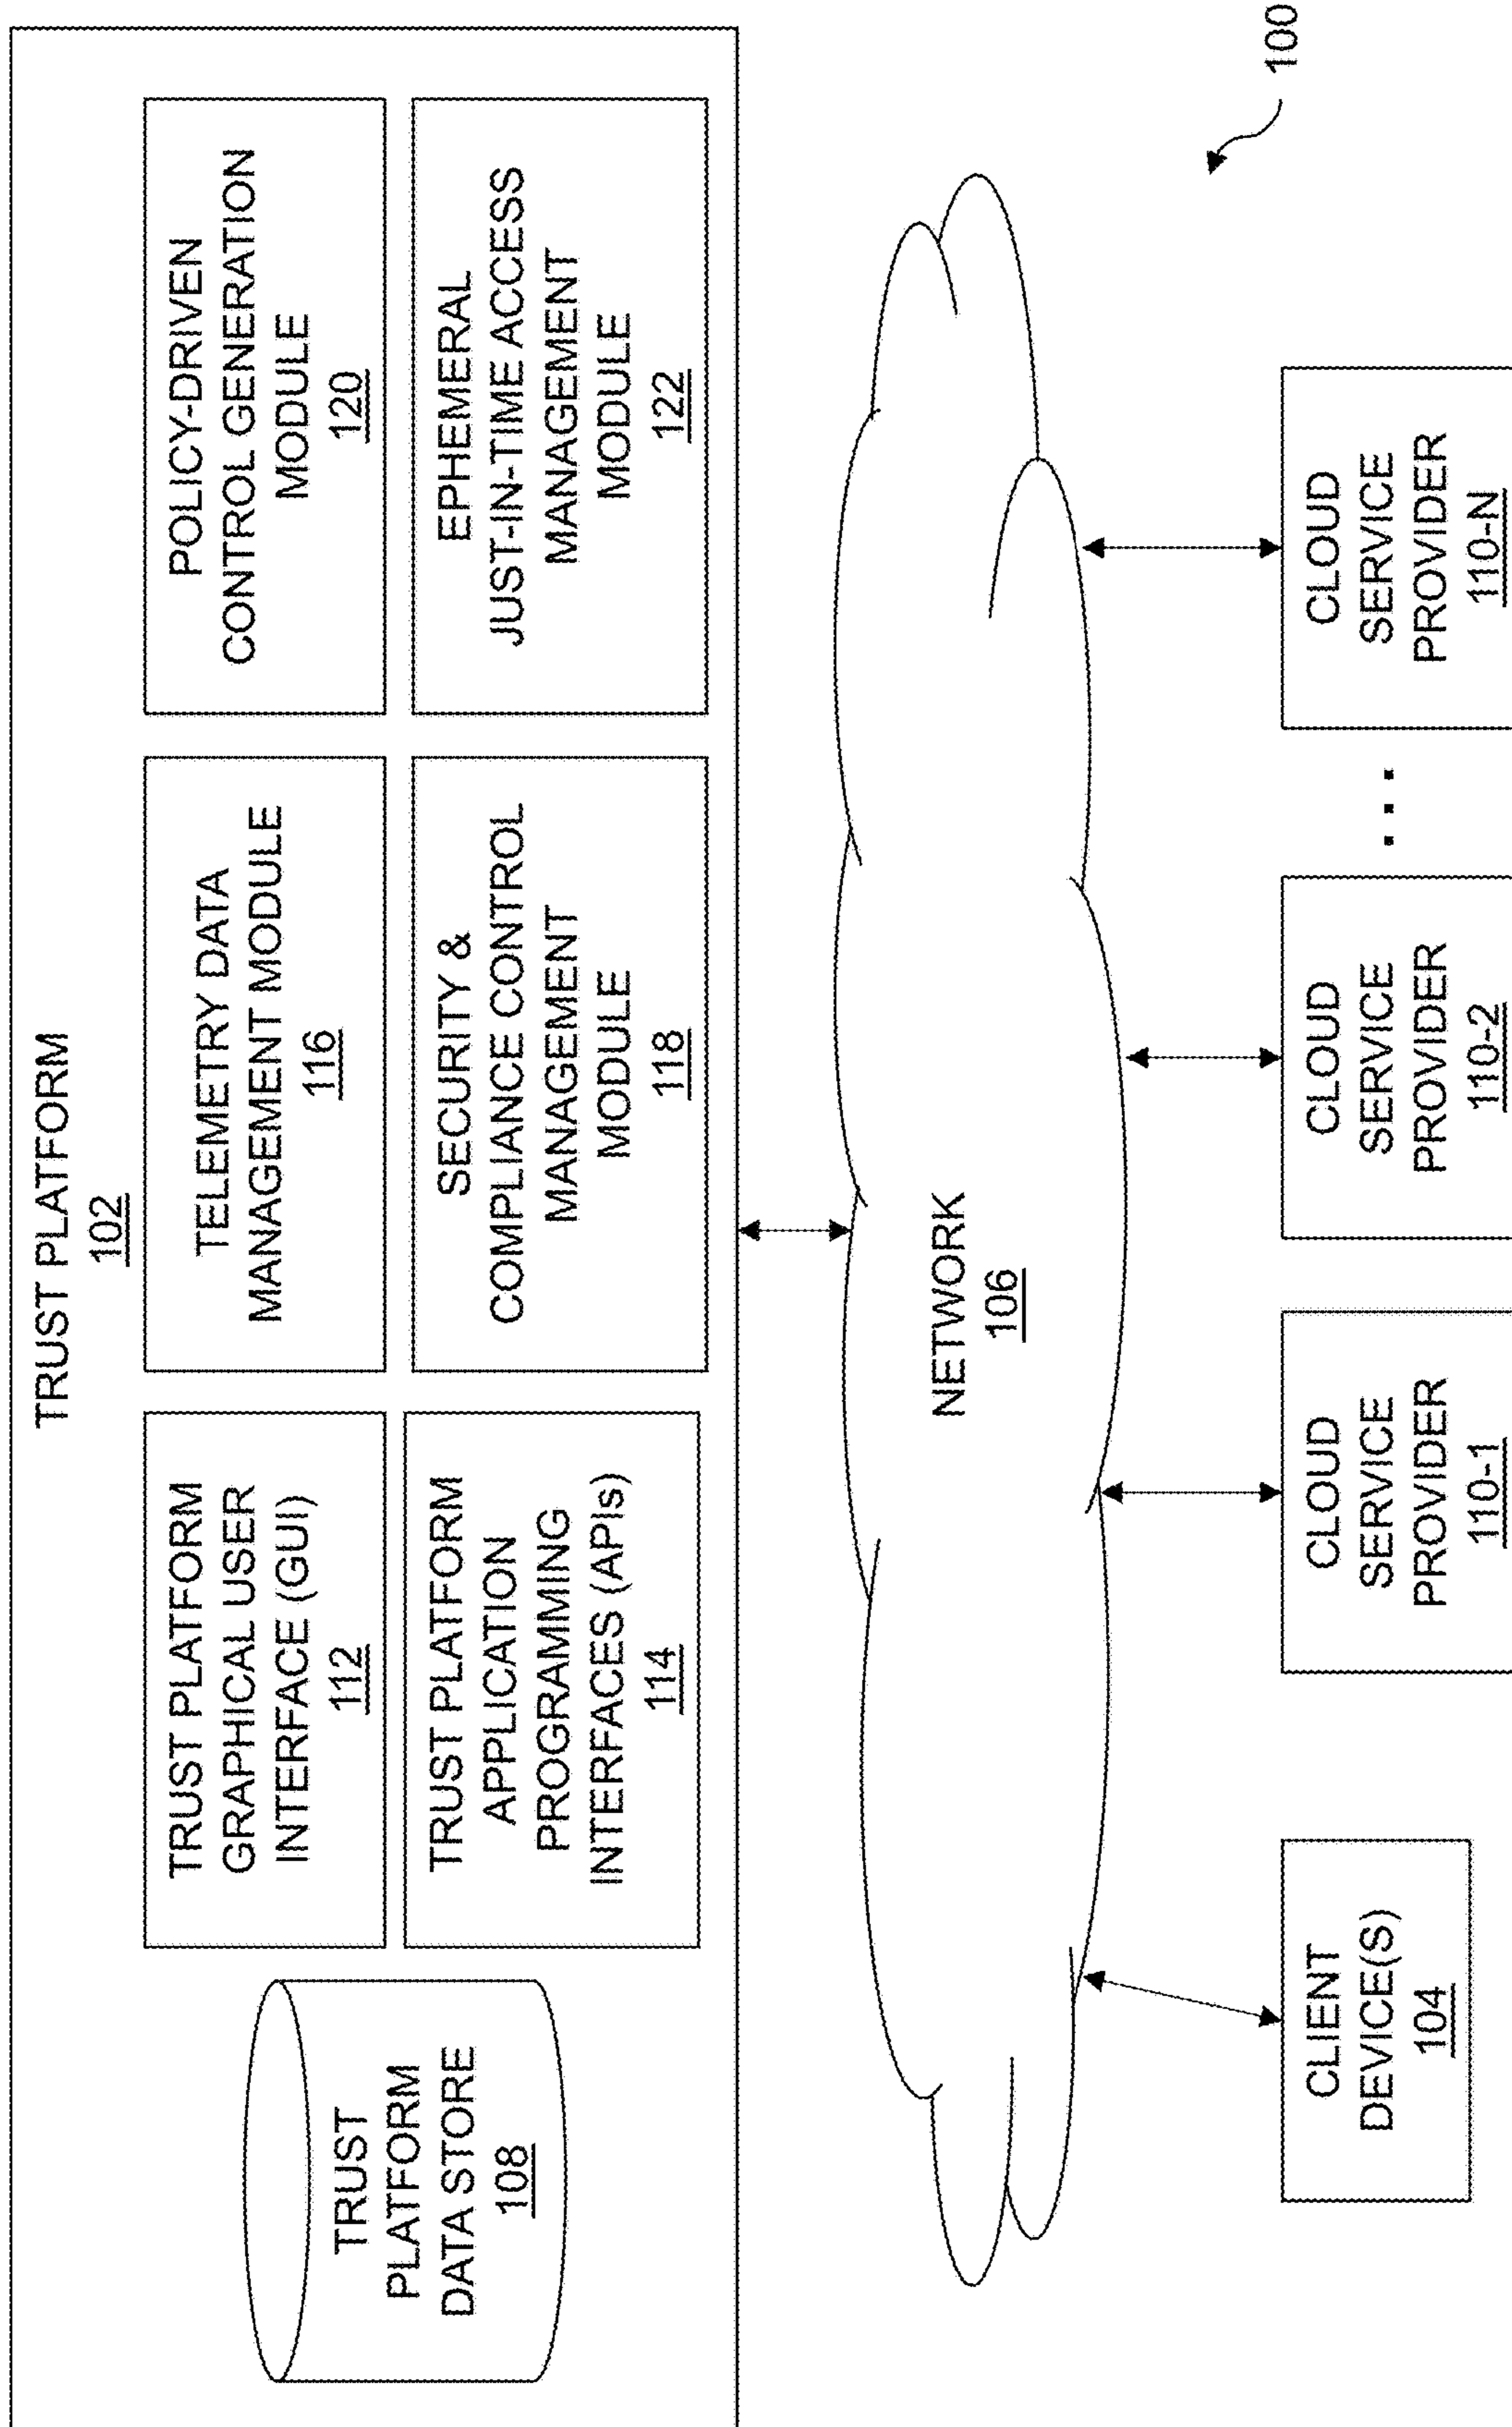 TRUST PLATFORM
102
TRUST
PLATFORM
DATA STORE
108
TRUST PLATFORM
GRAPHICAL USER
INTERFACE (GUI)
112
TRUST PLATFORM
APPLICATION
PROGRAMMING
INTERFACES (APIs)
114
TELEMETRY DATA
MANAGEMENT MODULE
116
SECURITY &
COMPLIANCE CONTROL
MANAGEMENT
MODULE
118
POLICY-DRIVEN
CONTROL GENERATION
MODULE
120
EPHEMERAL
JUST-IN-TIME ACCESS
MANAGEMENT
MODULE
122
NETWORK
106
CLIENT
DEVICE(S)
104
CLOUD
SERVICE
PROVIDER
110-1
CLOUD
SERVICE
PROVIDER
110-2
. . .
CLOUD
SERVICE
PROVIDER
110-N
100